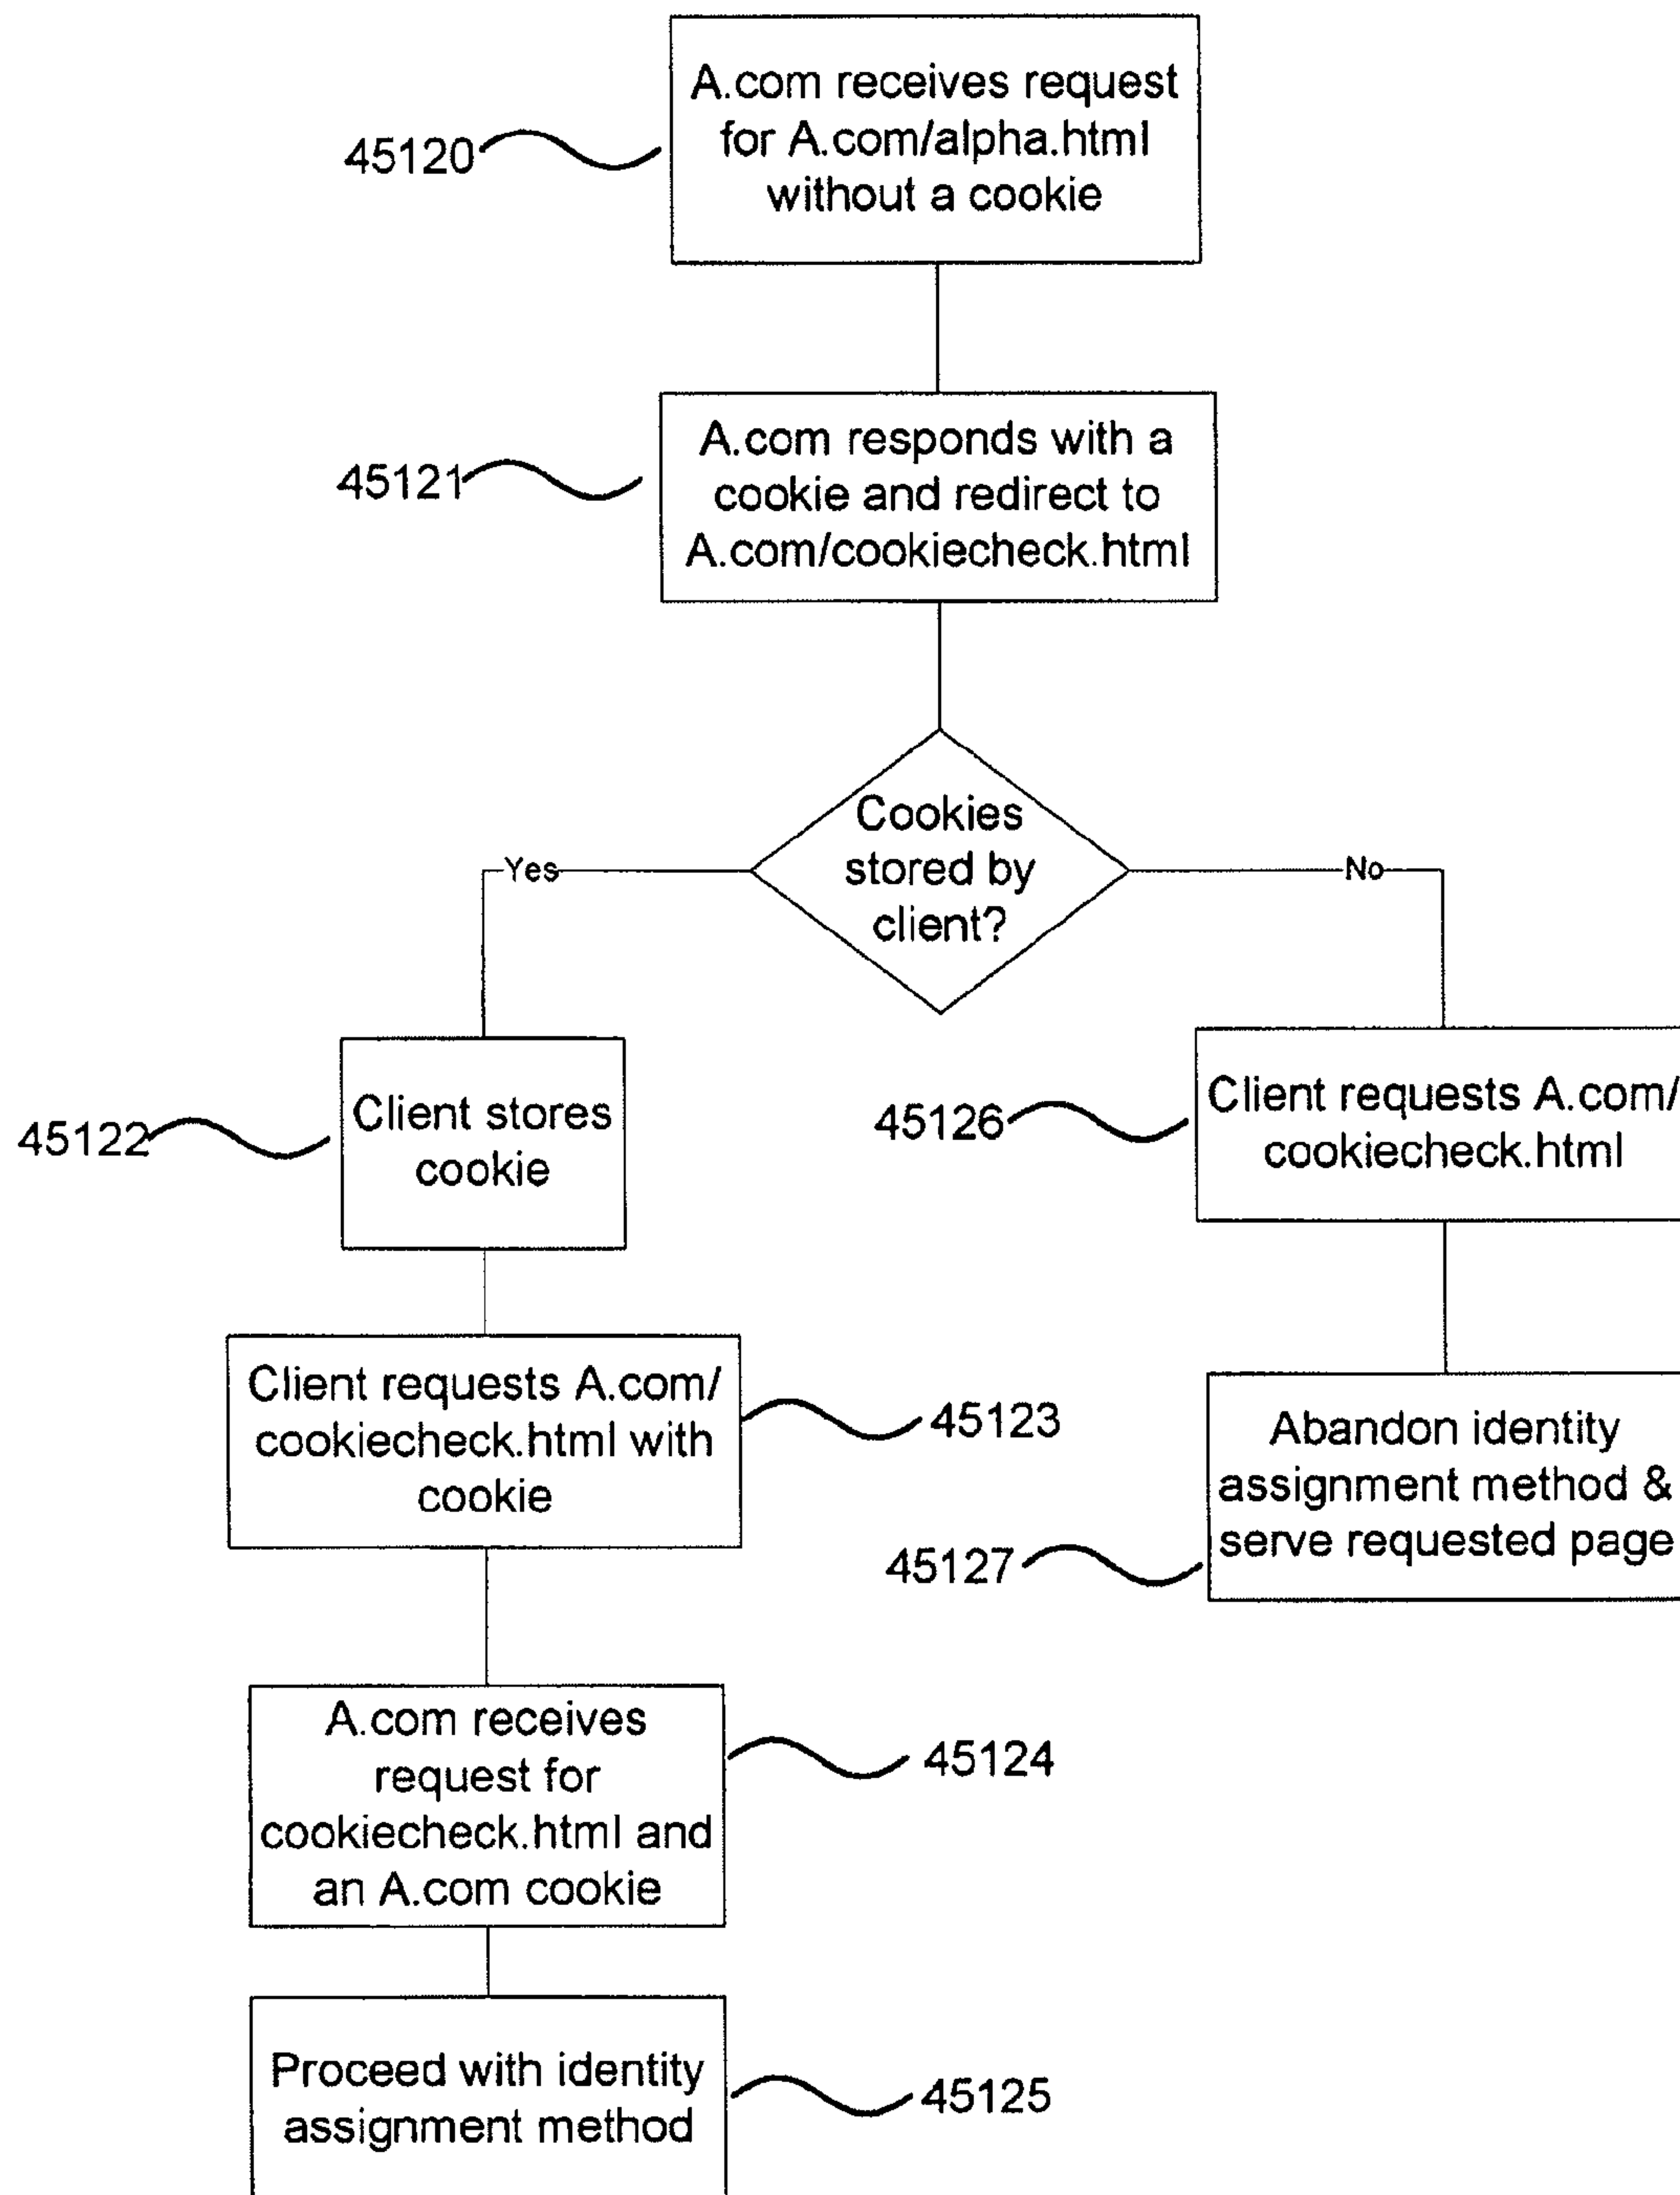 A.com receives request
for A.com/alpha.html
without a cookie
45120
A.com responds with a
cookie and redirect to
A.com/cookiecheck.html
45121
Cookies
stored by
client?
Yes
No
Client stores
cookie
45122
Client requests A.com/
cookiecheck.html
45126
Client requests A.com/
cookiecheck.html with
cookie
45123
Abandon identity
assignment method &
serve requested page
45127
A.com receives
request for
cookiecheck.html and
an A.com cookie
45124
Proceed with identity
assignment method
45125